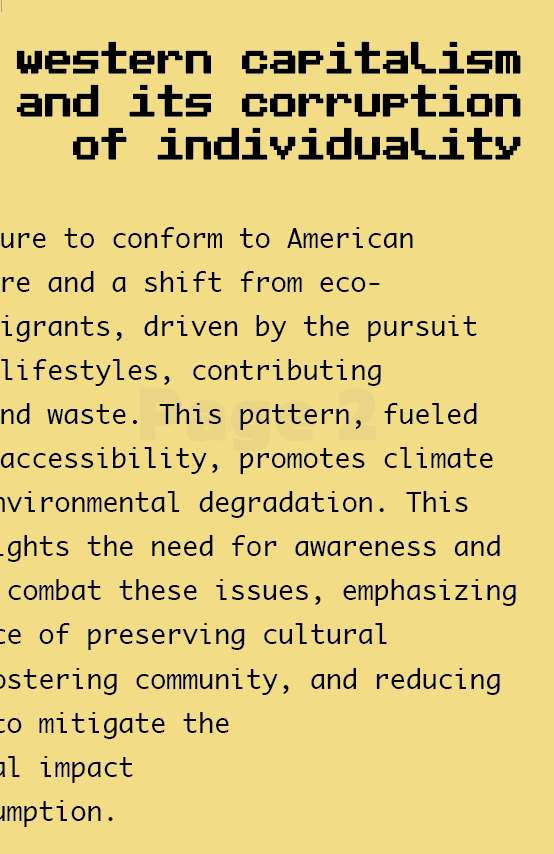 western capitalism
and its corruption
of individuality
ure to conform to American
re and a shift from eco-
igrants, driven by the pursuit
lifestyles, contributing
nd waste. This pattern, fueled
Page 2
accessibility, promotes climate
nvironmental degradation. This
ights the need for awareness and
combat these issues, emphasizing
ce of preserving cultural
ostering community, and reducing
to mitigate the
al impact
umption.